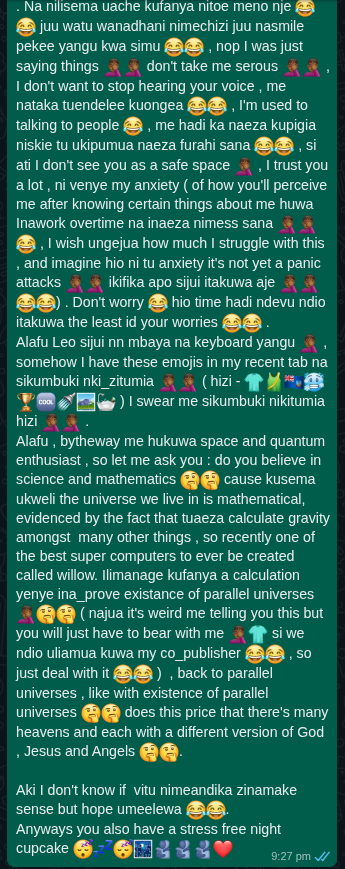 . Na nilisema uache kufanya nitoe meno nje 😂
😂 juu watu wanadhani nimechizi juu nasmile
pekee yangu kwa simu 😂😂 , nop I was just
saying things 🤦🏾‍♀️🤦🏾‍♀️ don't take me serous 🤦🏾‍♀️🤦🏾‍♀️ ,
I don't want to stop hearing your voice , me
nataka tuendelee kuongea 😂😂 , I'm used to
talking to people 😂 , me hadi ka naeza kupigia
niskie tu ukipumua naeza furahi sana 😂😂 , si
ati I don't see you as a safe space 🤦🏾‍♀️ , I trust you
a lot , ni venye my anxiety ( of how you'll perceive
me after knowing certain things about me huwa
Inawork overtime na inaeza nimess sana 🤦🏾‍♀️🤦🏾‍♀️
😂 , I wish ungejua how much I struggle with this
, and imagine hio ni tu anxiety it's not yet a panic
attacks 🤦🏾‍♀️🤦🏾‍♀️ ikifika apo sijui itakuwa aje 🤦🏾‍♀️🤦🏾‍♀️
😂😂) . Don't worry 😂 hio time hadi ndevu ndio
itakuwa the least id your worries 😂😂 .
Alafu Leo sijui nn mbaya na keyboard yangu 🤦🏾‍♀️ ,
somehow I have these emojis in my recent tab na
sikumbuki nki_zitumia 🤦🏾‍♀️🤦🏾‍♀️ ( hizi - 👕🫛🇦🇺🥶
🏆🆒🚿🏞️🛀🏻 ) I swear me sikumbuki nikitumia
hizi 🤦🏾‍♀️🤦🏾‍♀️ .
Alafu , bytheway me hukuwa space and quantum
enthusiast , so let me ask you : do you believe in
science and mathematics 🤔🤔 cause kusema
ukweli the universe we live in is mathematical,
evidenced by the fact that tuaeza calculate gravity
amongst many other things , so recently one of
the best super computers to ever be created
called willow. Ilimanage kufanya a calculation
yenye ina_prove existance of parallel universes
🤦🏾‍♀️🤔🤔 ( najua it's weird me telling you this but
you will just have to bear with me 🤦🏾‍♀️👕 si we
ndio uliamua kuwa my co_publisher 😂😂 , so
just deal with it 😂😂 ) , back to parallel
universes , like with existence of parallel
universes 🤔🤔 does this price that there's many
heavens and each with a different version of God
, Jesus and Angels 🤔🤔.

Aki I don't know if vitu nimeandika zinamake
sense but hope umeelewa 😂😂.
Anyways you also have a stress free night
cupcake 😴💤😴🎆🫂🫂🫂❤️
9:27 pm